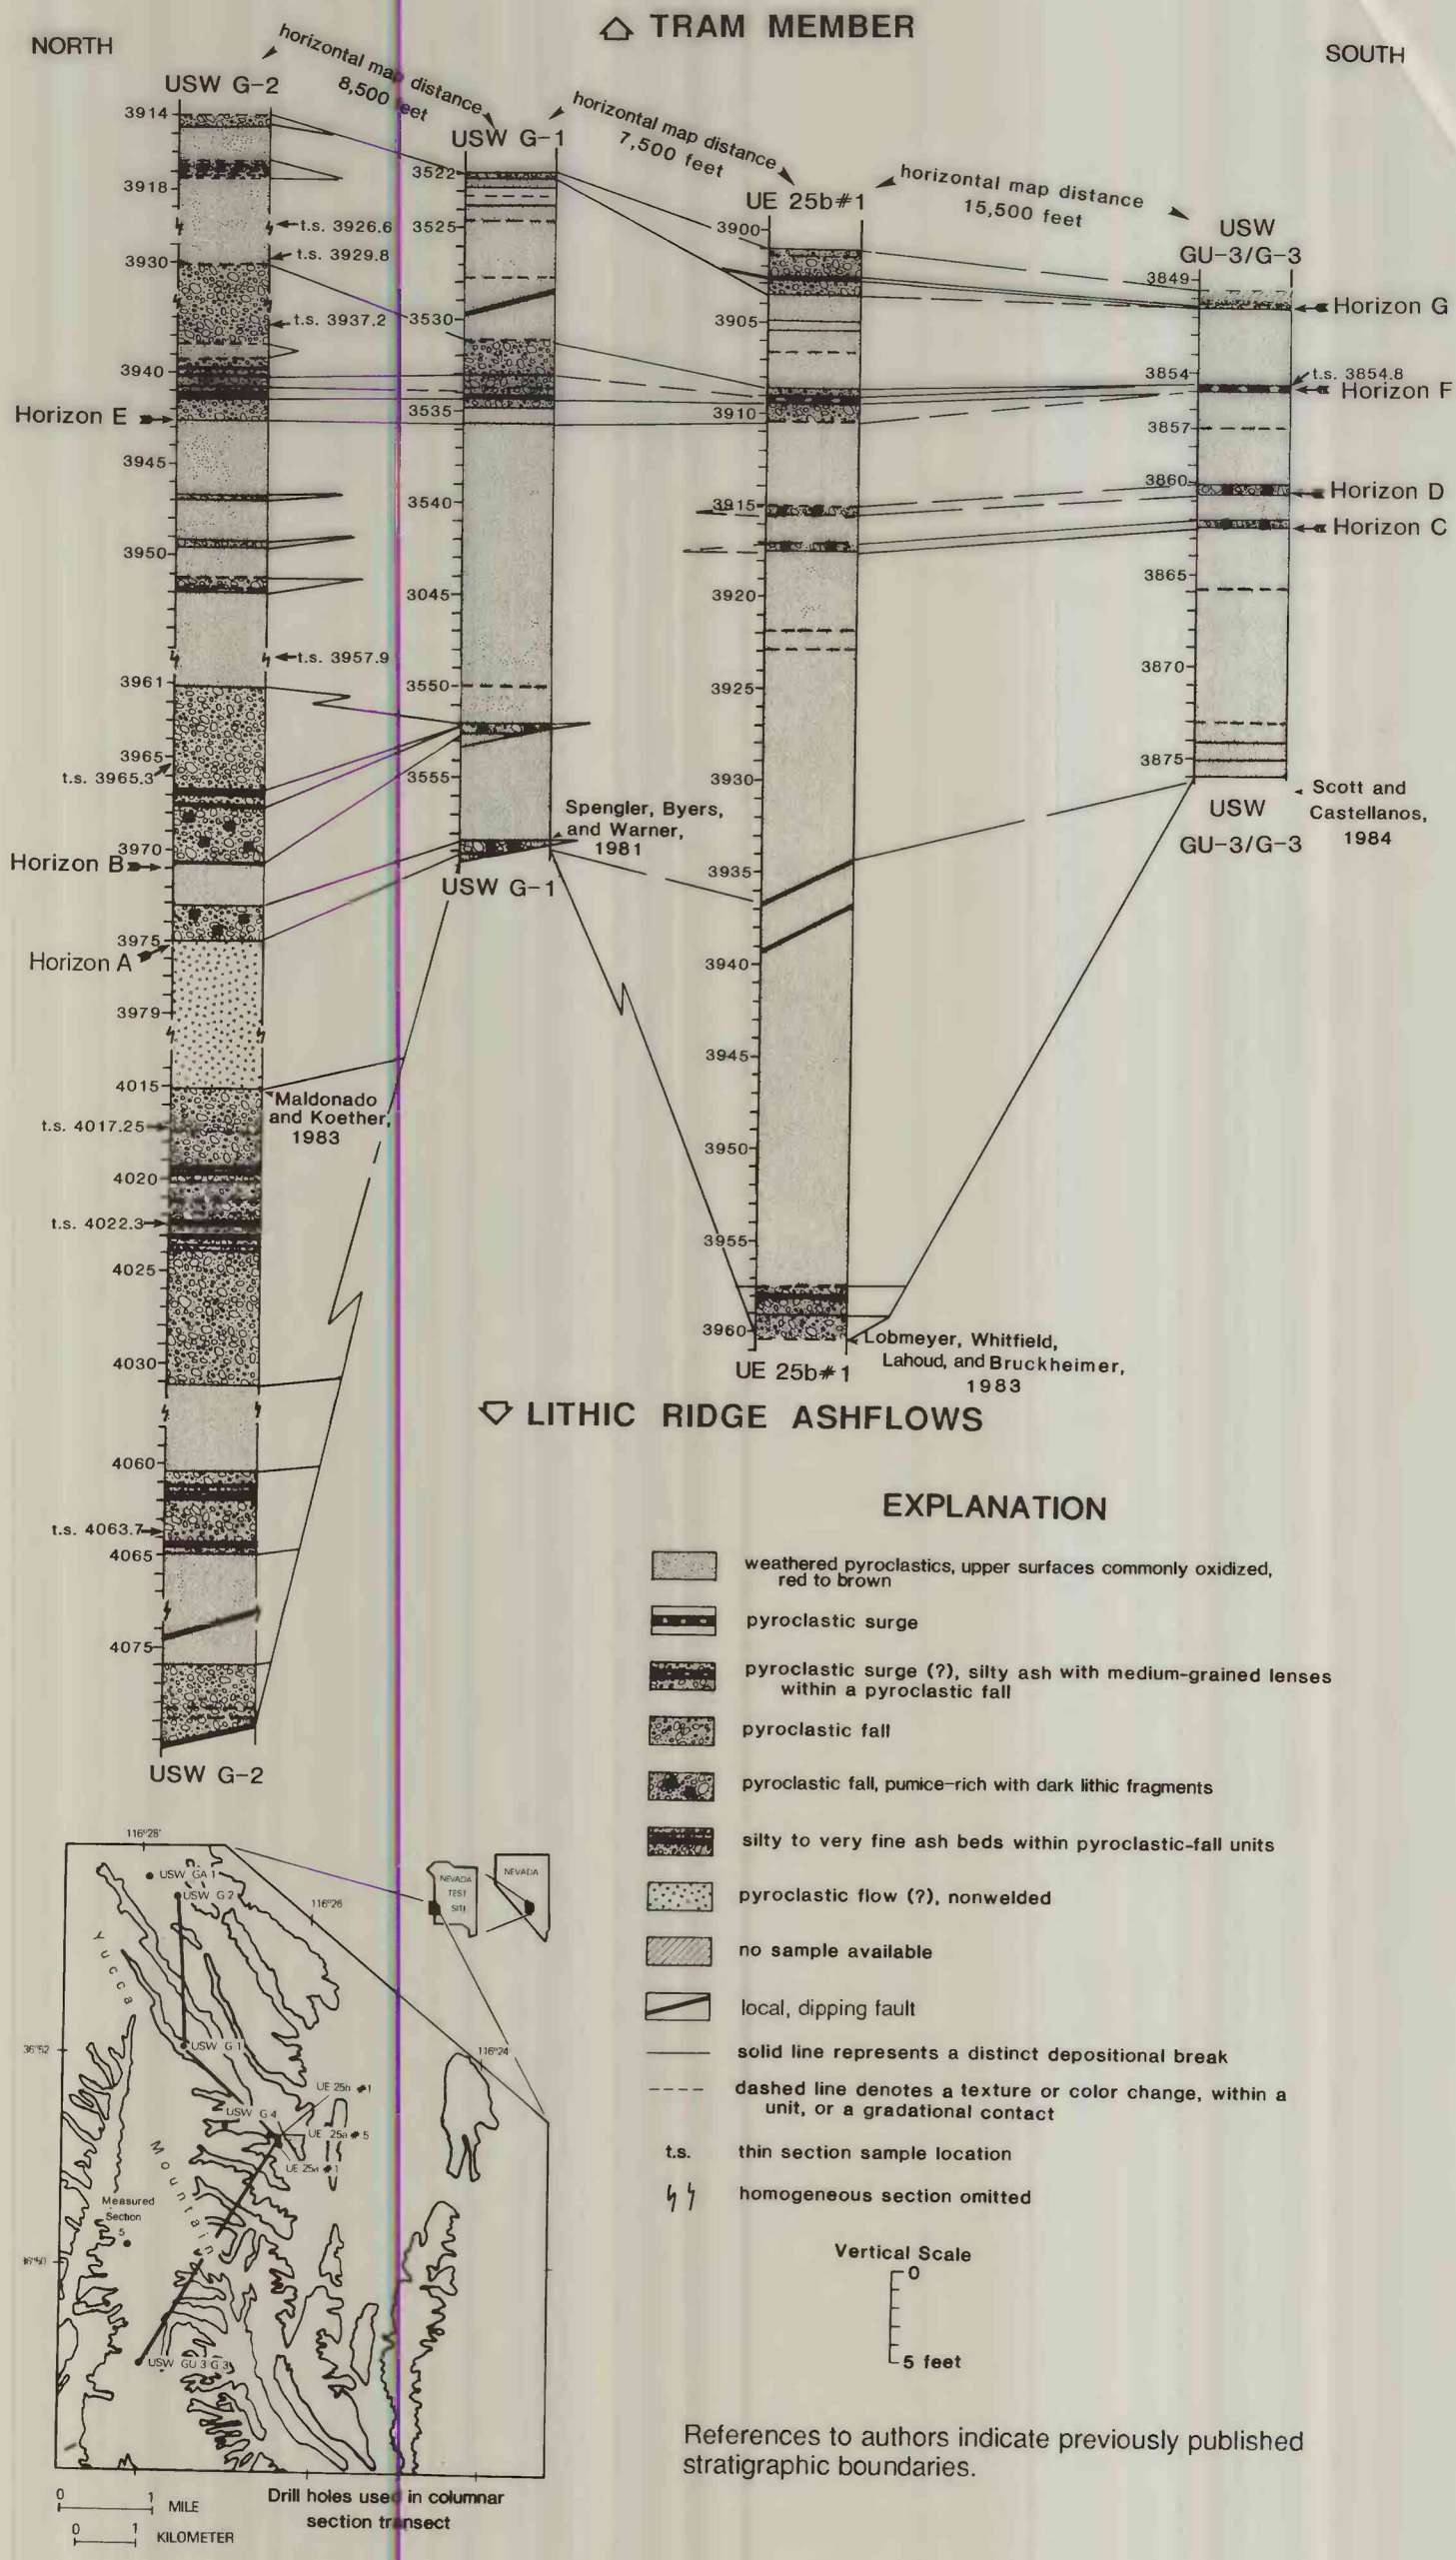 TRAM MEMBER
NORTH
SOUTH
horizontal map distance
8,500 feet
horizontal map distance
7,500 feet
horizontal map distance
15,500 feet
USW G-2
3914
3918
t.s. 3926.6
t.s. 3929.8
3930
t.s. 3937.2
3940
Horizon E
3945
3950
t.s. 3957.9
3961
3965
t.s. 3965.3
3970
Horizon B
3975
Horizon A
3979
4015
Maldonado
and Koether,
1983
t.s. 4017.25
4020
t.s. 4022.3
4025
4030
4060
t.s. 4063.7
4065
4075
USW G-2
USW G-1
3522
3525
3530
3535
3540
3045
3550
3555
Spengler, Byers,
and Warner,
1981
USW G-1
UE 25b#1
3900
3905
3910
3915
3920
3925
3930
3935
3940
3945
3950
3955
3960
Lobmeyer, Whitfield,
Lahoud, and Bruckheimer,
1983
UE 25b#1
USW
GU-3/G-3
3849
Horizon G
3854
t.s. 3854.8
Horizon F
3857
3860
Horizon D
Horizon C
3865
3870
3875
Scott and
Castellanos,
1984
USW
GU-3/G-3
LITHIC RIDGE ASHFLOWS
EXPLANATION
weathered pyroclastics, upper surfaces commonly oxidized,
red to brown
pyroclastic surge
pyroclastic surge (?), silty ash with medium-grained lenses
within a pyroclastic fall
pyroclastic fall
pyroclastic fall, pumice-rich with dark lithic fragments
silty to very fine ash beds within pyroclastic-fall units
pyroclastic flow (?), nonwelded
no sample available
local, dipping fault
solid line represents a distinct depositional break
dashed line denotes a texture or color change, within a
unit, or a gradational contact
t.s. thin section sample location
homogeneous section omitted
Vertical Scale
0
5 feet
References to authors indicate previously published
stratigraphic boundaries.
116°28'
USW GA 1
USW G 2
116°26
NEVADA
TEST
SITE
NEVADA
Yucca
36°52
USW G 1
116°24
UE 25b #1
USW G 4
UE 25a #5
UE 25a #1
Mountain
Measured
Section
5
36°50
USW GU 3 G 3
0 1 MILE
0 1 KILOMETER
Drill holes used in columnar
section transect